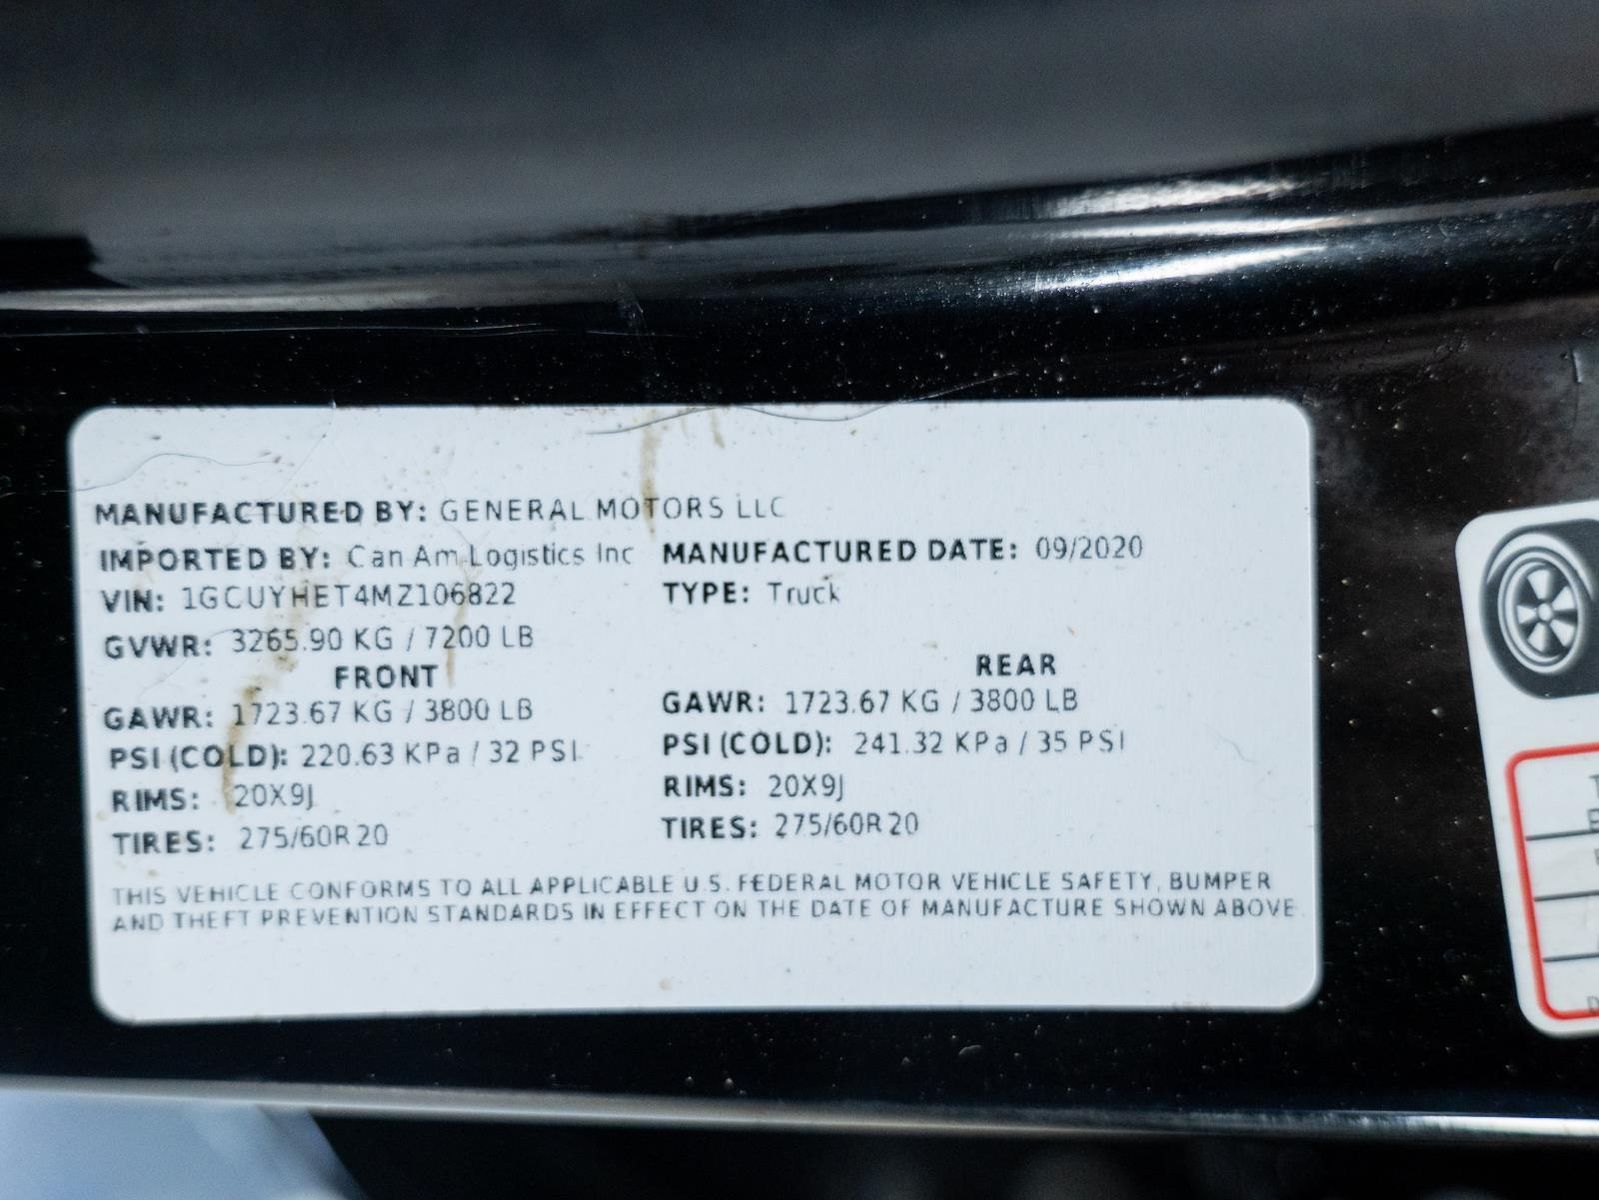 MANUFACTURED BY: GENERAL MOTORS LLC
IMPORTED BY: Can Am Logistics Inc MANUFACTURED DATE: 09/2020
VIN: 1GCUYHET4MZ106822 TYPE: Truck
GVWR: 3265.90 KG / 7200 LB
FRONT REAR
GAWR: 1723.67 KG / 3800 LB GAWR: 1723.67 KG / 3800 LB
PSI (COLD): 220.63 KPa / 32 PSI PSI (COLD): 241.32 KPa / 35 PSI
RIMS: 20X9J RIMS: 20X9J
TIRES: 275/60R20 TIRES: 275/60R20
THIS VEHICLE CONFORMS TO ALL APPLICABLE U.S. FEDERAL MOTOR VEHICLE SAFETY, BUMPER
AND THEFT PREVENTION STANDARDS IN EFFECT ON THE DATE OF MANUFACTURE SHOWN ABOVE